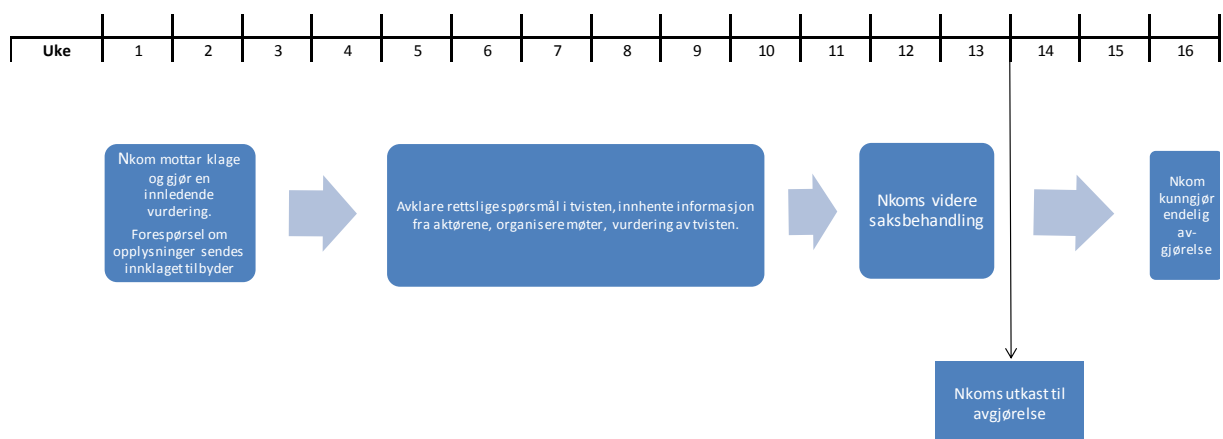 Uke 1 2 3 4 5 6 7 8 9 10 11 12 13 14 15 16
Nkom mottar klage
og gjør en
innledende
vurdering.
Forespørsel om
opplysninger sendes
innklaget tilbyder
Avklare rettslige spørsmål i tvisten, innhente informasjon
fra aktørene, organisere møter, vurdering av tvisten.
Nkoms videre
saksbehandling
Nkom
kunngjør
endelig
av-
gjørelse
Nkoms utkast til
avgjørelse